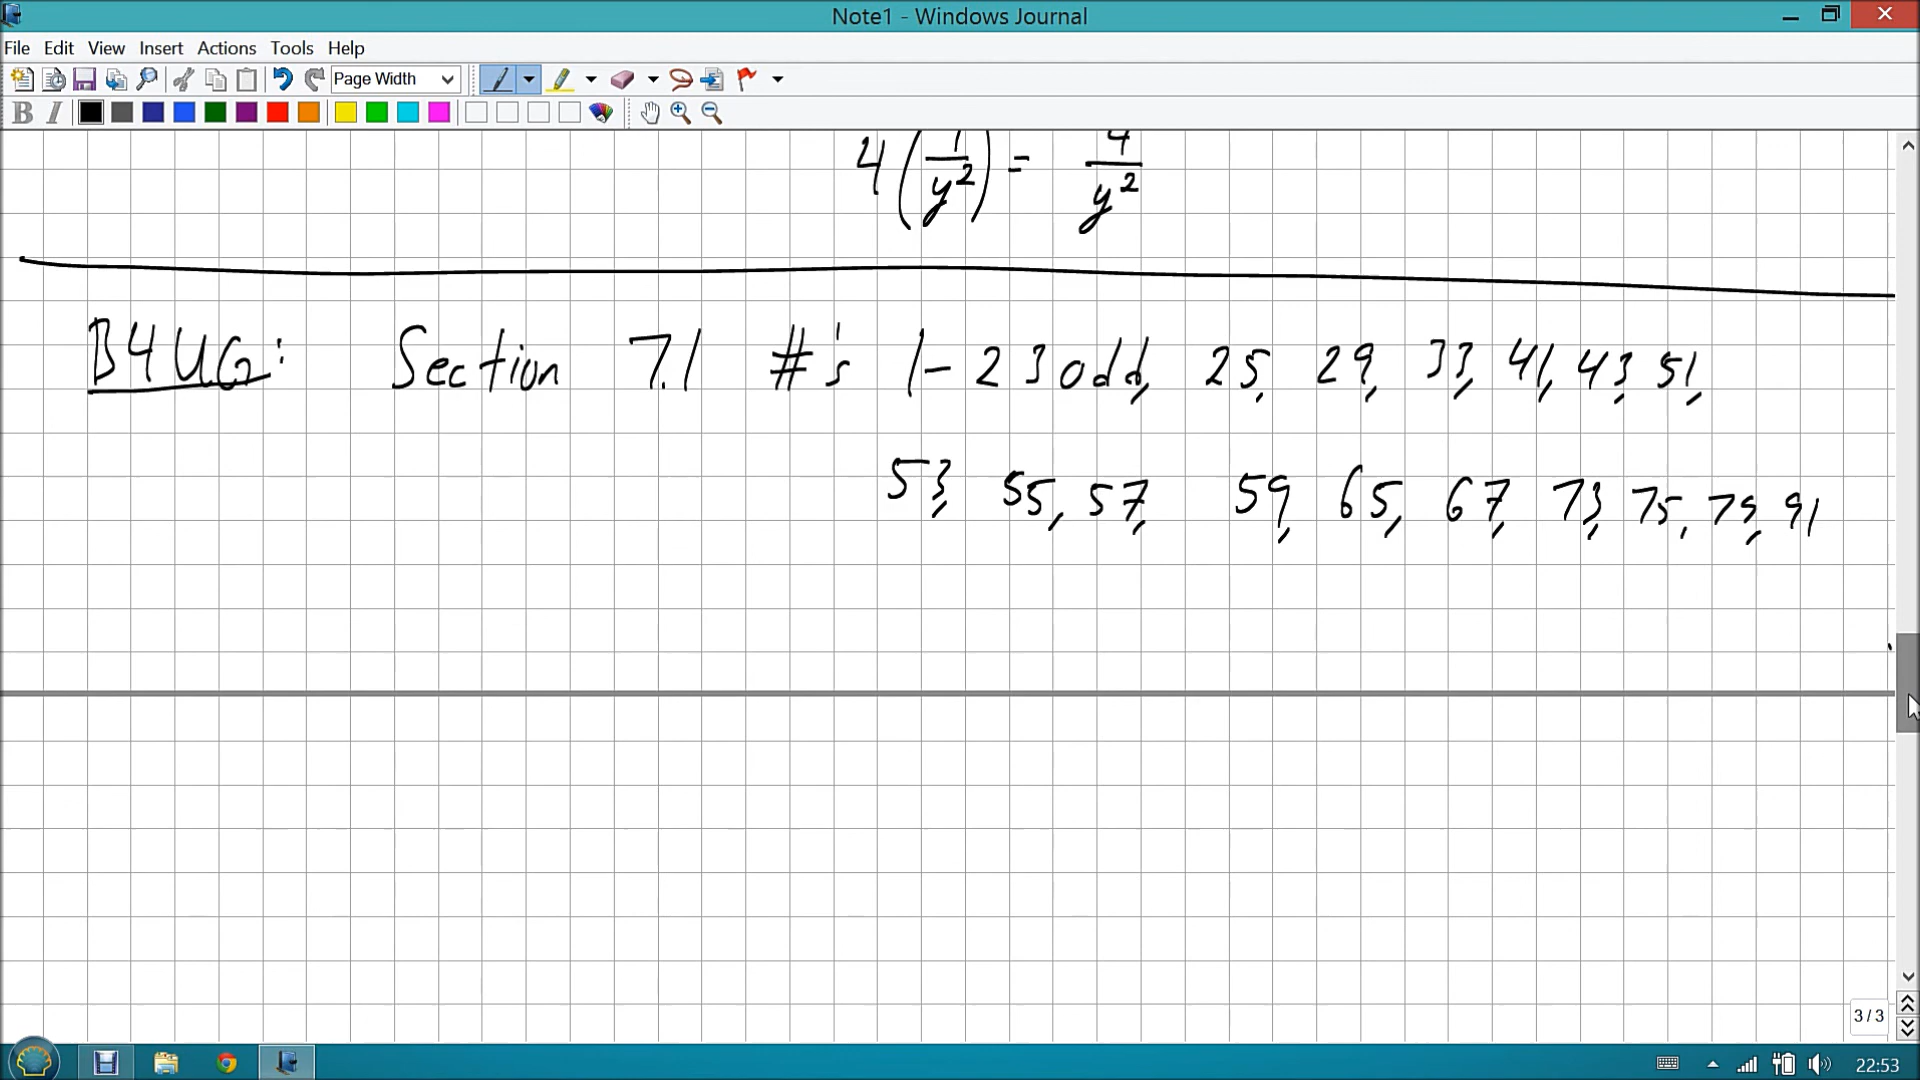 Note1 - Windows Journal
File Edit View Insert Actions Tools Help
Page Width
B I
4(1/y²) = 4/y²
B4UG: Section 7.1 #'s 1-23 odd, 25, 29, 33, 41, 43, 51,
53, 55, 57, 59, 65, 67, 73, 75, 79, 91
3 / 3
22:53